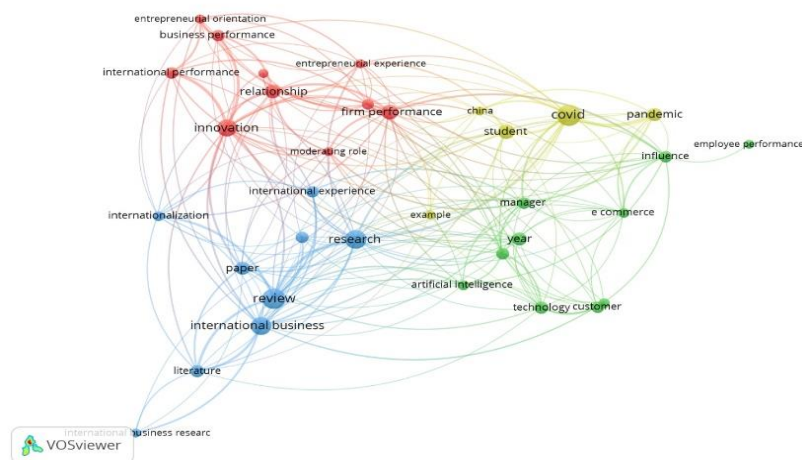 entrepreneurial orientation
business performance
international performance
entrepreneurial experience
relationship
firm performance
china
covid
pandemic
innovation
student
employee performance
moderating role
influence
international experience
manager
internationalization
example
e commerce
research
year
paper
artificial intelligence
review
technology
customer
international business
literature
international business researc
VOSviewer